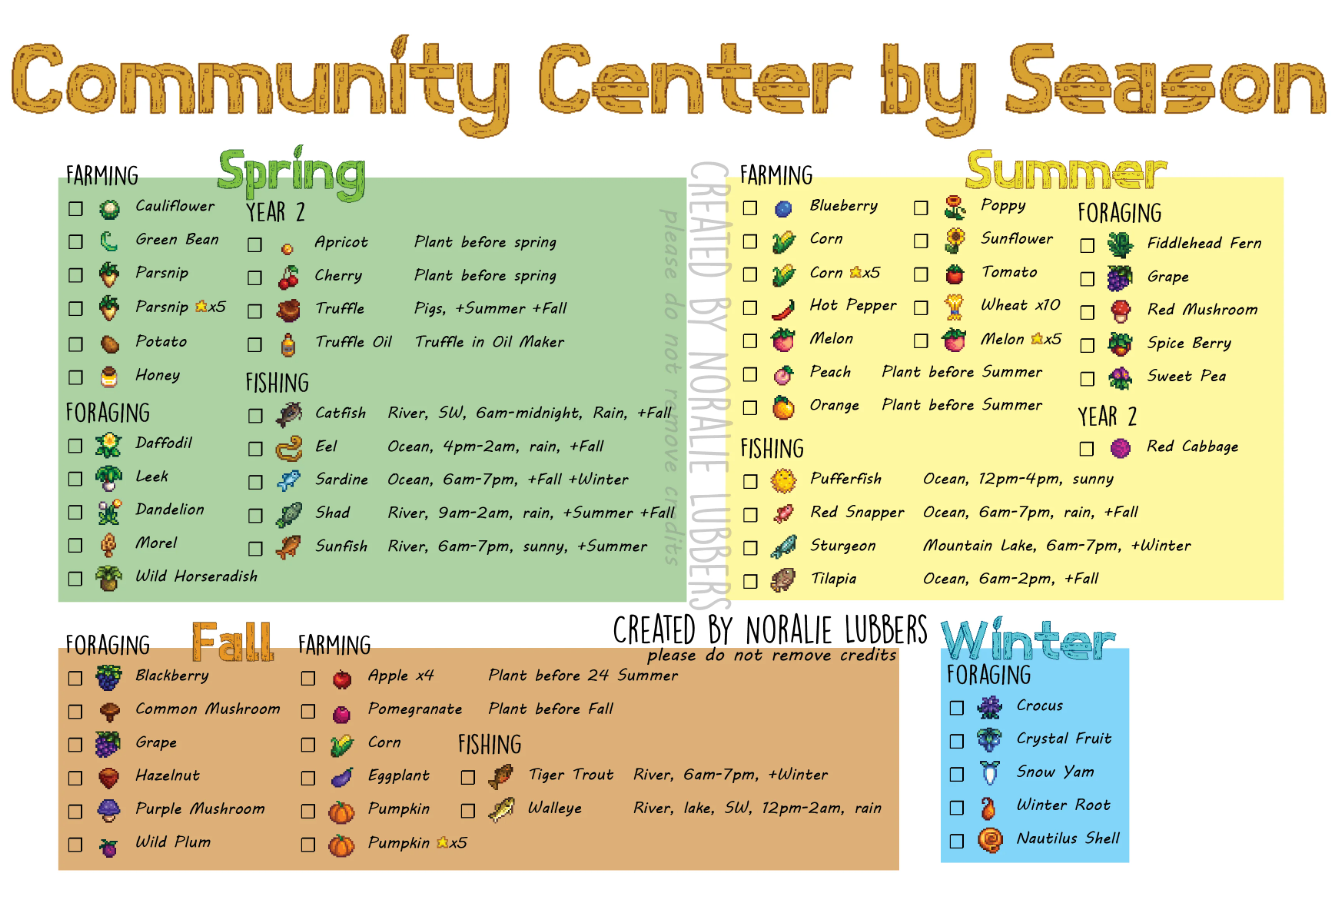 Community Center by Season
Spring
FARMING
Cauliflower
Green Bean
Parsnip
Parsnip x5
Potato
Honey
FORAGING
Daffodil
Leek
Dandelion
Morel
Wild Horseradish
YEAR 2
Apricot Plant before spring
Cherry Plant before spring
Truffle Pigs, +Summer +Fall
Truffle Oil Truffle in Oil Maker
FISHING
Catfish River, SW, 6am-midnight, Rain, +Fall
Eel Ocean, 4pm-2am, rain, +Fall
Sardine Ocean, 6am-7pm, +Fall +Winter
Shad River, 9am-2am, rain, +Summer +Fall
Sunfish River, 6am-7pm, sunny, +Summer
please do not remove credits
CREATED BY NORALIE LUBBERS
Summer
FARMING
Blueberry
Corn
Corn x5
Hot Pepper
Melon
Peach Plant before Summer
Orange Plant before Summer
Poppy
Sunflower
Tomato
Wheat x10
Melon x5
FORAGING
Fiddlehead Fern
Grape
Red Mushroom
Spice Berry
Sweet Pea
YEAR 2
Red Cabbage
FISHING
Pufferfish Ocean, 12pm-4pm, sunny
Red Snapper Ocean, 6am-7pm, rain, +Fall
Sturgeon Mountain Lake, 6am-7pm, +Winter
Tilapia Ocean, 6am-2pm, +Fall
CREATED BY NORALIE LUBBERS
please do not remove credits
Fall
FORAGING
Blackberry
Common Mushroom
Grape
Hazelnut
Purple Mushroom
Wild Plum
FARMING
Apple x4 Plant before 24 Summer
Pomegranate Plant before Fall
Corn
Eggplant
Pumpkin
Pumpkin x5
FISHING
Tiger Trout River, 6am-7pm, +Winter
Walleye River, lake, SW, 12pm-2am, rain
Winter
FORAGING
Crocus
Crystal Fruit
Snow Yam
Winter Root
Nautilus Shell